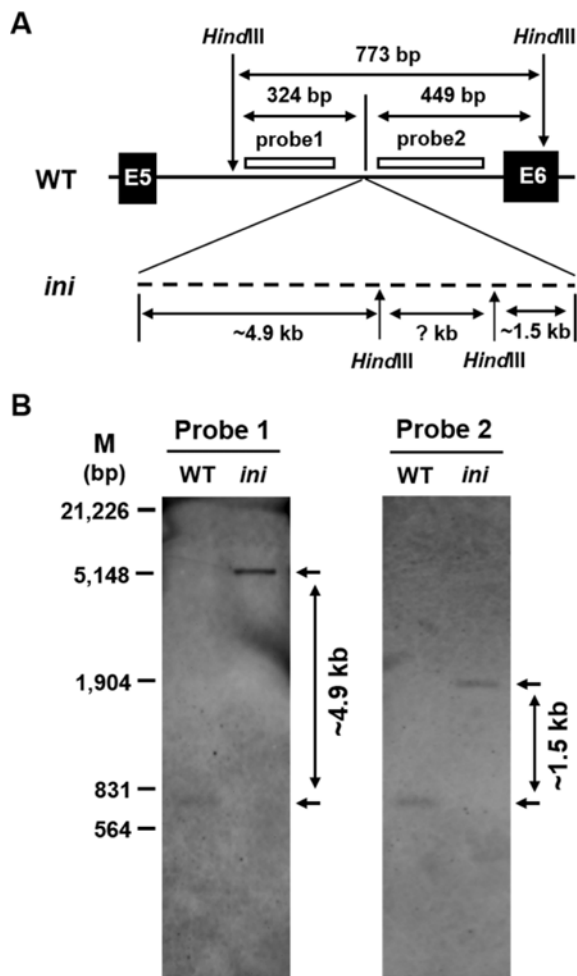 A
HindIII
HindIII
773 bp
324 bp
449 bp
probe1
probe2
WT
E5
E6
ini
~4.9 kb
? kb
~1.5 kb
HindIII
HindIII
B
Probe 1
Probe 2
M
(bp)
WT
ini
WT
ini
21,226
5,148
1,904
831
564
~4.9 kb
~1.5 kb